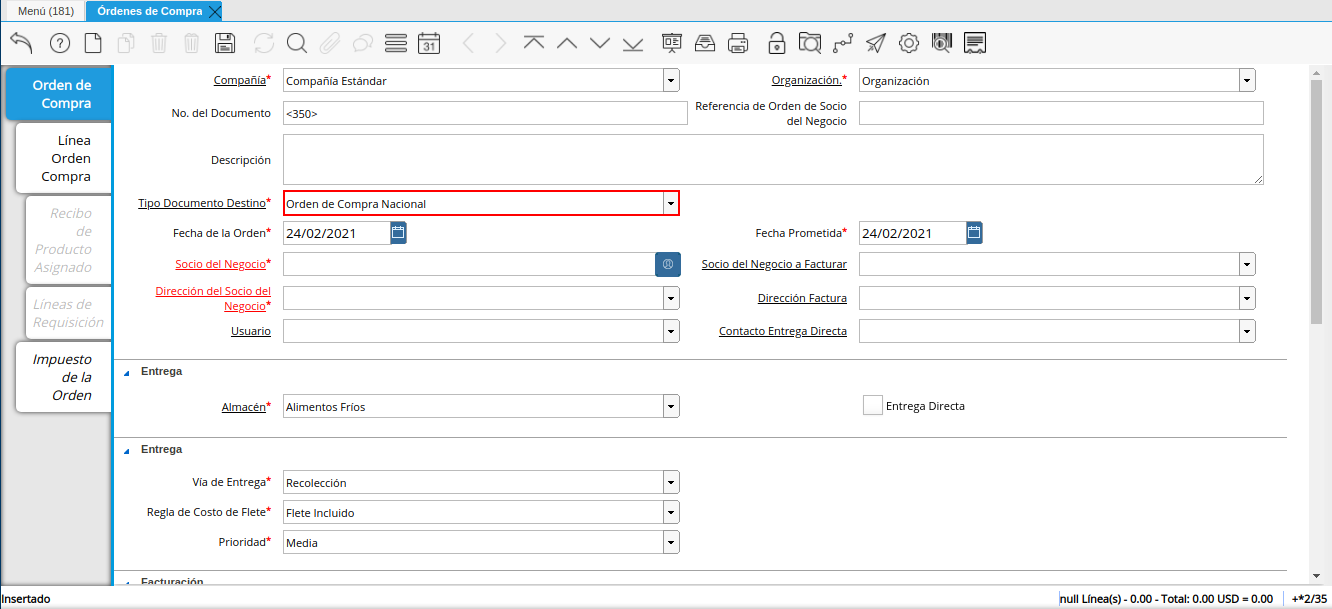 Menú (181)
Órdenes de Compra
31
Orden de
Compra
Línea
Orden
Compra
Recibo
de
Producto
Asignado
Líneas de
Requisición
Impuesto
de la
Orden
Compañía* Compañía Estándar Organización.* Organización
No. del Documento <350> Referencia de Orden de Socio
del Negocio
Descripción
Tipo Documento Destino* Orden de Compra Nacional
Fecha de la Orden* 24/02/2021 Fecha Prometida* 24/02/2021
Socio del Negocio* Socio del Negocio a Facturar
Dirección del Socio del
Negocio* Dirección Factura
Usuario Contacto Entrega Directa
Entrega
Almacén* Alimentos Fríos Entrega Directa
Entrega
Vía de Entrega* Recolección
Regla de Costo de Flete* Flete Incluido
Prioridad* Media
Facturación
Insertado null Línea(s) - 0.00 - Total: 0.00 USD = 0.00 +*2/35